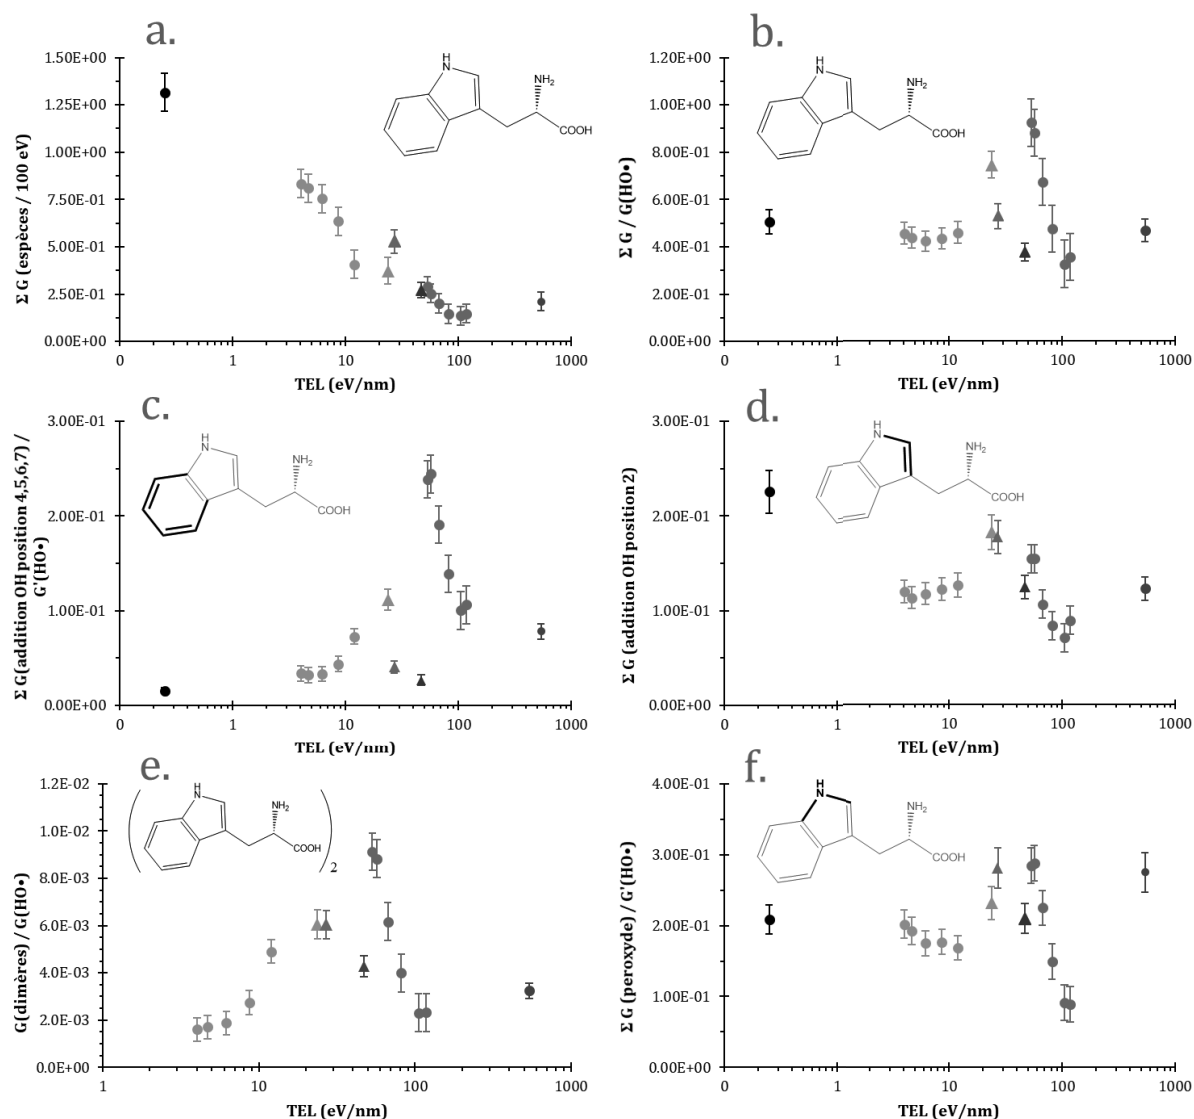 a.
1.50E+00
1.25E+00
1.00E+00
7.50E-01
5.00E-01
2.50E-01
0.00E+00
Σ G (espèces / 100 eV)
H
N
NH2
COOH
0 1 10 100 1000
TEL (eV/nm)
b.
1.20E+00
1.00E+00
8.00E-01
6.00E-01
4.00E-01
2.00E-01
0.00E+00
Σ G / G(HO•)
H
N
NH2
COOH
0 1 10 100 1000
TEL (eV/nm)
c.
3.00E-01
2.00E-01
1.00E-01
0.00E+00
Σ G(addition OH position 4,5,6,7) /
G'(HO•)
H
N
NH2
COOH
0 1 10 100 1000
TEL (eV/nm)
d.
3.00E-01
2.00E-01
1.00E-01
0.00E+00
Σ G (addition OH position 2)
H
N
NH2
COOH
0 1 10 100 1000
TEL (eV/nm)
e.
1.2E-02
1.0E-02
8.0E-03
6.0E-03
4.0E-03
2.0E-03
0.0E+00
G(dimères) / G(HO•)
H
N
NH2
COOH
2
1 10 100 1000
TEL (eV/nm)
f.
4.00E-01
3.00E-01
2.00E-01
1.00E-01
0.00E+00
Σ G (peroxyde) / G'(HO•)
H
N
NH2
COOH
0 1 10 100 1000
TEL (eV/nm)